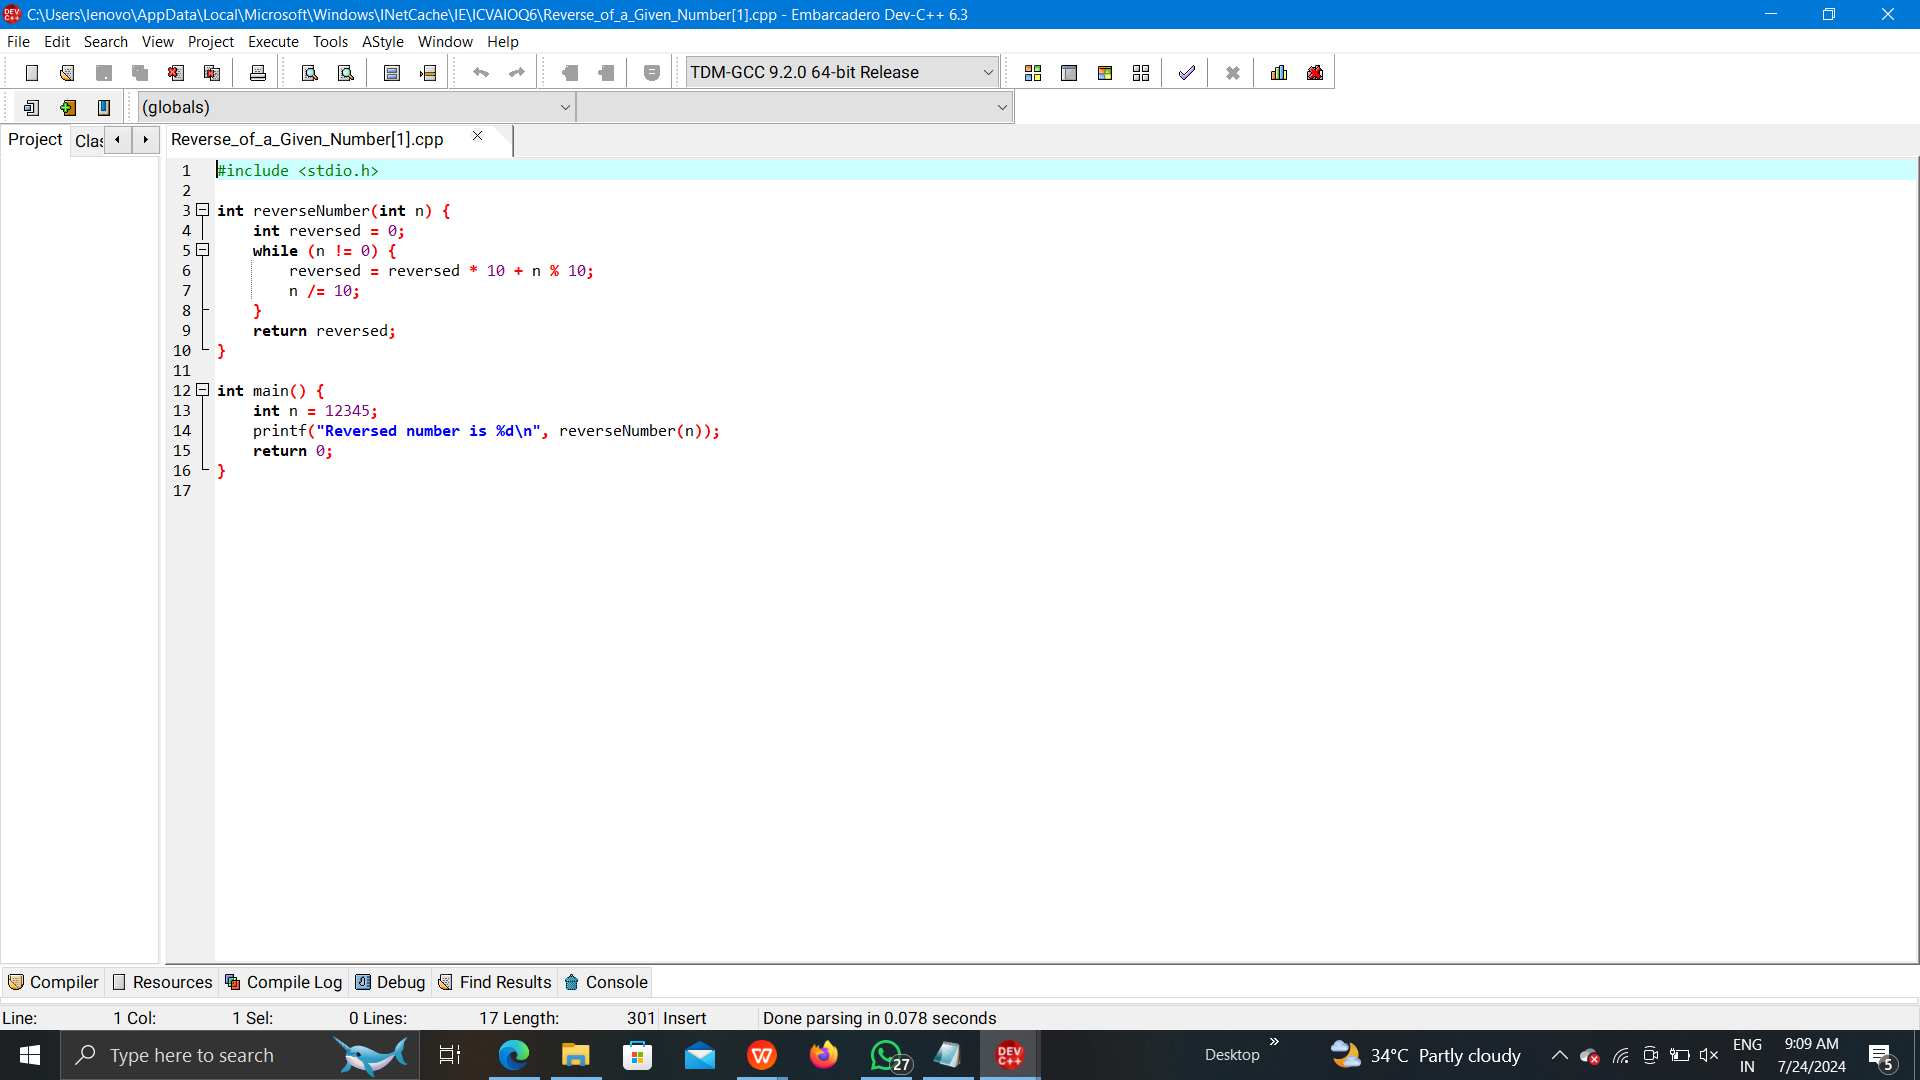 C:\Users\lenovo\AppData\Local\Microsoft\Windows\INetCache\IE\ICVAIOQ6\Reverse_of_a_Given_Number[1].cpp - Embarcadero Dev-C++ 6.3
File Edit Search View Project Execute Tools AStyle Window Help
TDM-GCC 9.2.0 64-bit Release
(globals)
Project Clas Reverse_of_a_Given_Number[1].cpp
1 #include <stdio.h>
2
3 int reverseNumber(int n) {
4 int reversed = 0;
5 while (n != 0) {
6 reversed = reversed * 10 + n % 10;
7 n /= 10;
8 }
9 return reversed;
10 }
11
12 int main() {
13 int n = 12345;
14 printf("Reversed number is %d\n", reverseNumber(n));
15 return 0;
16 }
17
Compiler Resources Compile Log Debug Find Results Console
Line: 1 Col: 1 Sel: 0 Lines: 17 Length: 301 Insert Done parsing in 0.078 seconds
Type here to search 27 DEV C++ Desktop » 34°C Partly cloudy ENG IN 9:09 AM 7/24/2024 5